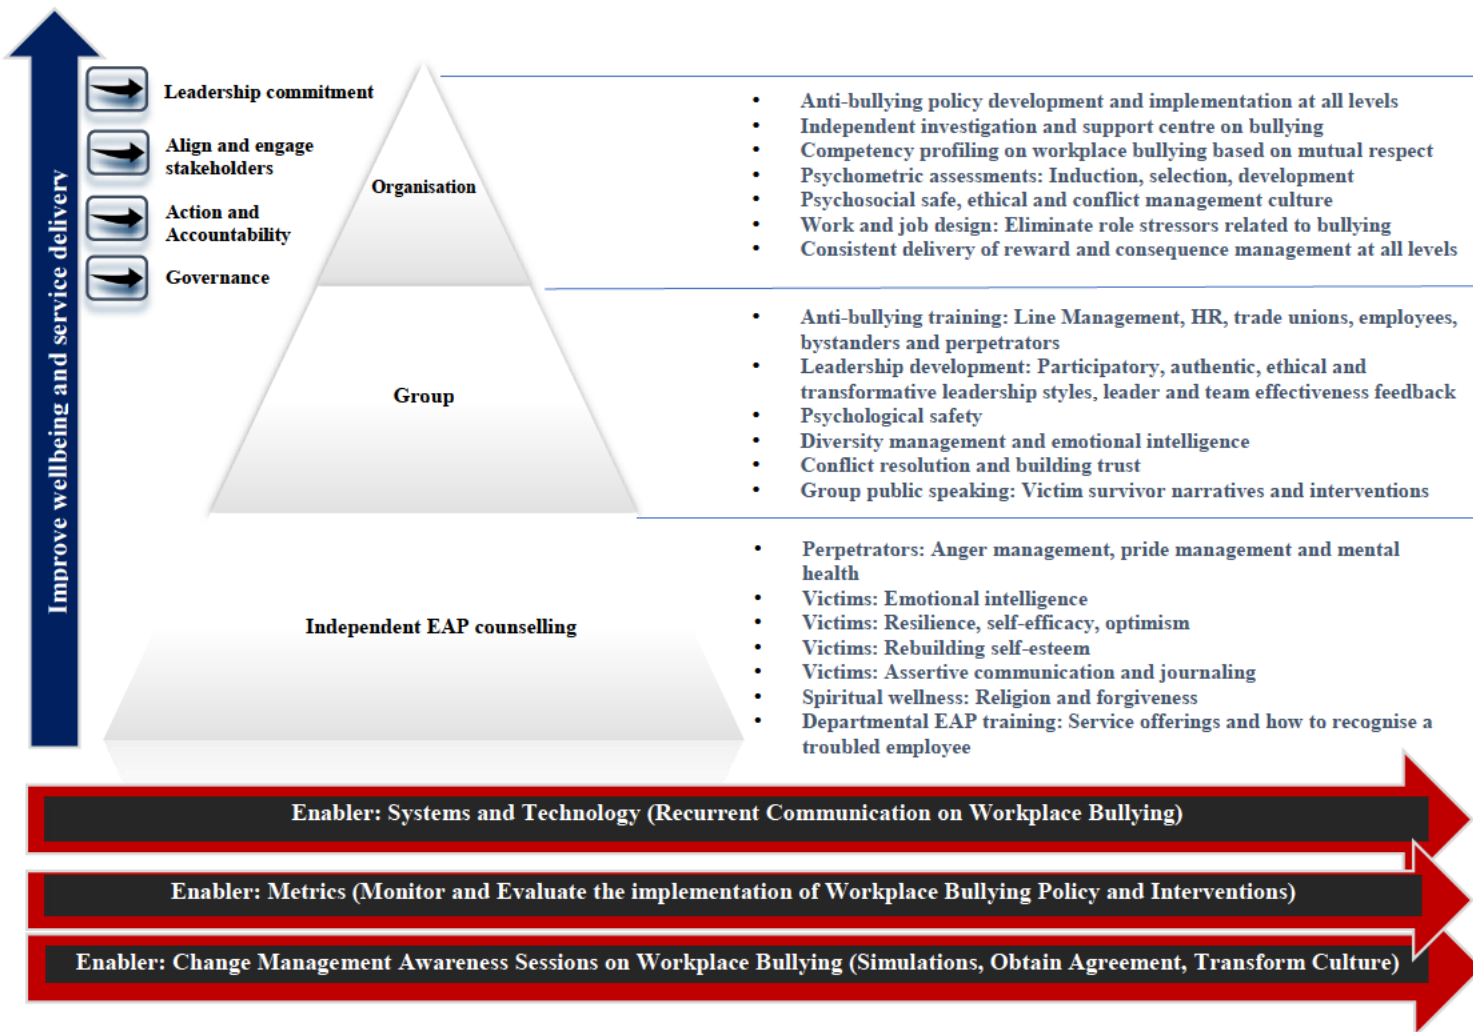 Improve wellbeing and service delivery
Leadership commitment
Align and engage
stakeholders
Action and
Accountability
Governance
Organisation
• Anti-bullying policy development and implementation at all levels
• Independent investigation and support centre on bullying
• Competency profiling on workplace bullying based on mutual respect
• Psychometric assessments: Induction, selection, development
• Psychosocial safe, ethical and conflict management culture
• Work and job design: Eliminate role stressors related to bullying
• Consistent delivery of reward and consequence management at all levels
Group
• Anti-bullying training: Line Management, HR, trade unions, employees,
bystanders and perpetrators
• Leadership development: Participatory, authentic, ethical and
transformative leadership styles, leader and team effectiveness feedback
• Psychological safety
• Diversity management and emotional intelligence
• Conflict resolution and building trust
• Group public speaking: Victim survivor narratives and interventions
Independent EAP counselling
• Perpetrators: Anger management, pride management and mental
health
• Victims: Emotional intelligence
• Victims: Resilience, self-efficacy, optimism
• Victims: Rebuilding self-esteem
• Victims: Assertive communication and journaling
• Spiritual wellness: Religion and forgiveness
• Departmental EAP training: Service offerings and how to recognise a
troubled employee
Enabler: Systems and Technology (Recurrent Communication on Workplace Bullying)
Enabler: Metrics (Monitor and Evaluate the implementation of Workplace Bullying Policy and Interventions)
Enabler: Change Management Awareness Sessions on Workplace Bullying (Simulations, Obtain Agreement, Transform Culture)